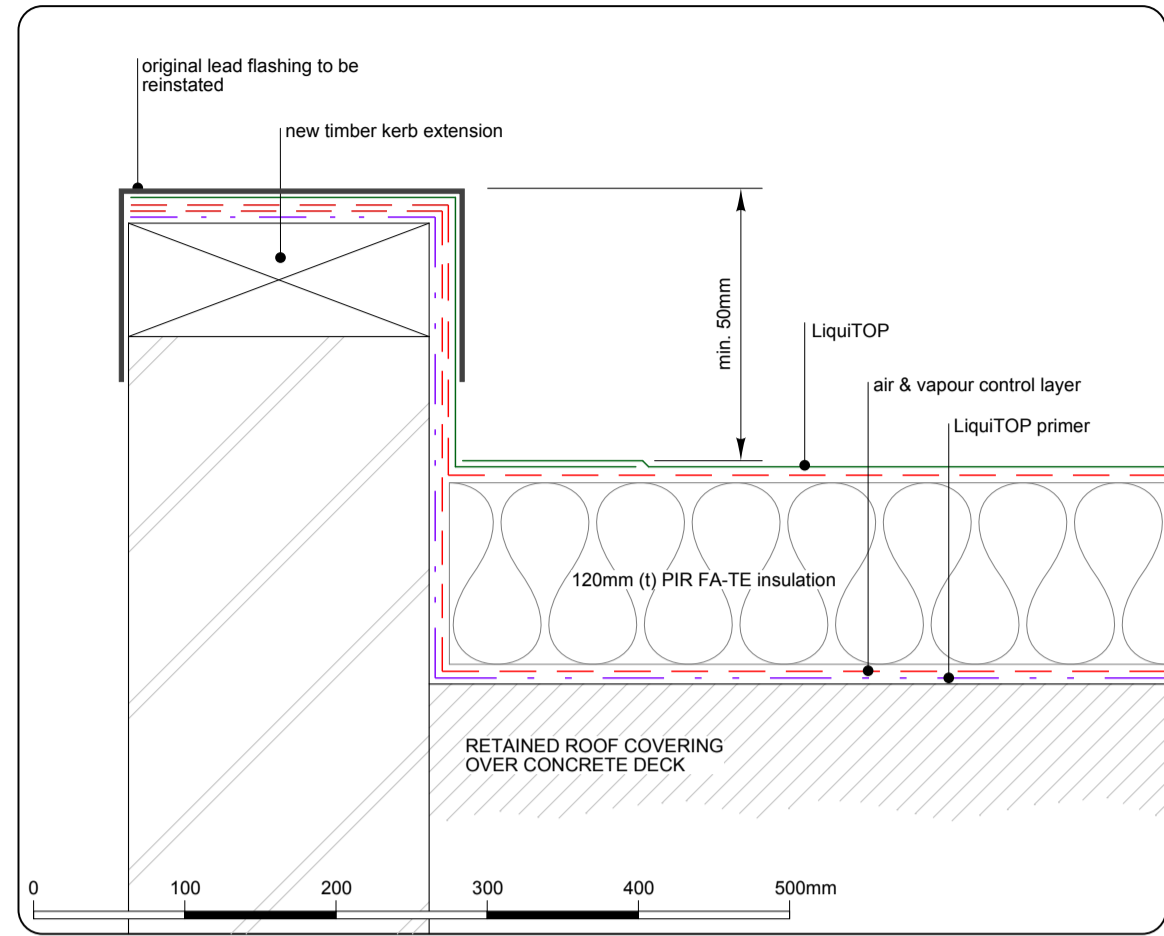 original lead flashing to be
reinstated
new timber kerb extension
min. 50mm
LiquiTOP
air & vapour control layer
LiquiTOP primer
120mm (t) PIR FA-TE insulation
RETAINED ROOF COVERING
OVER CONCRETE DECK
0 100 200 300 400 500mm